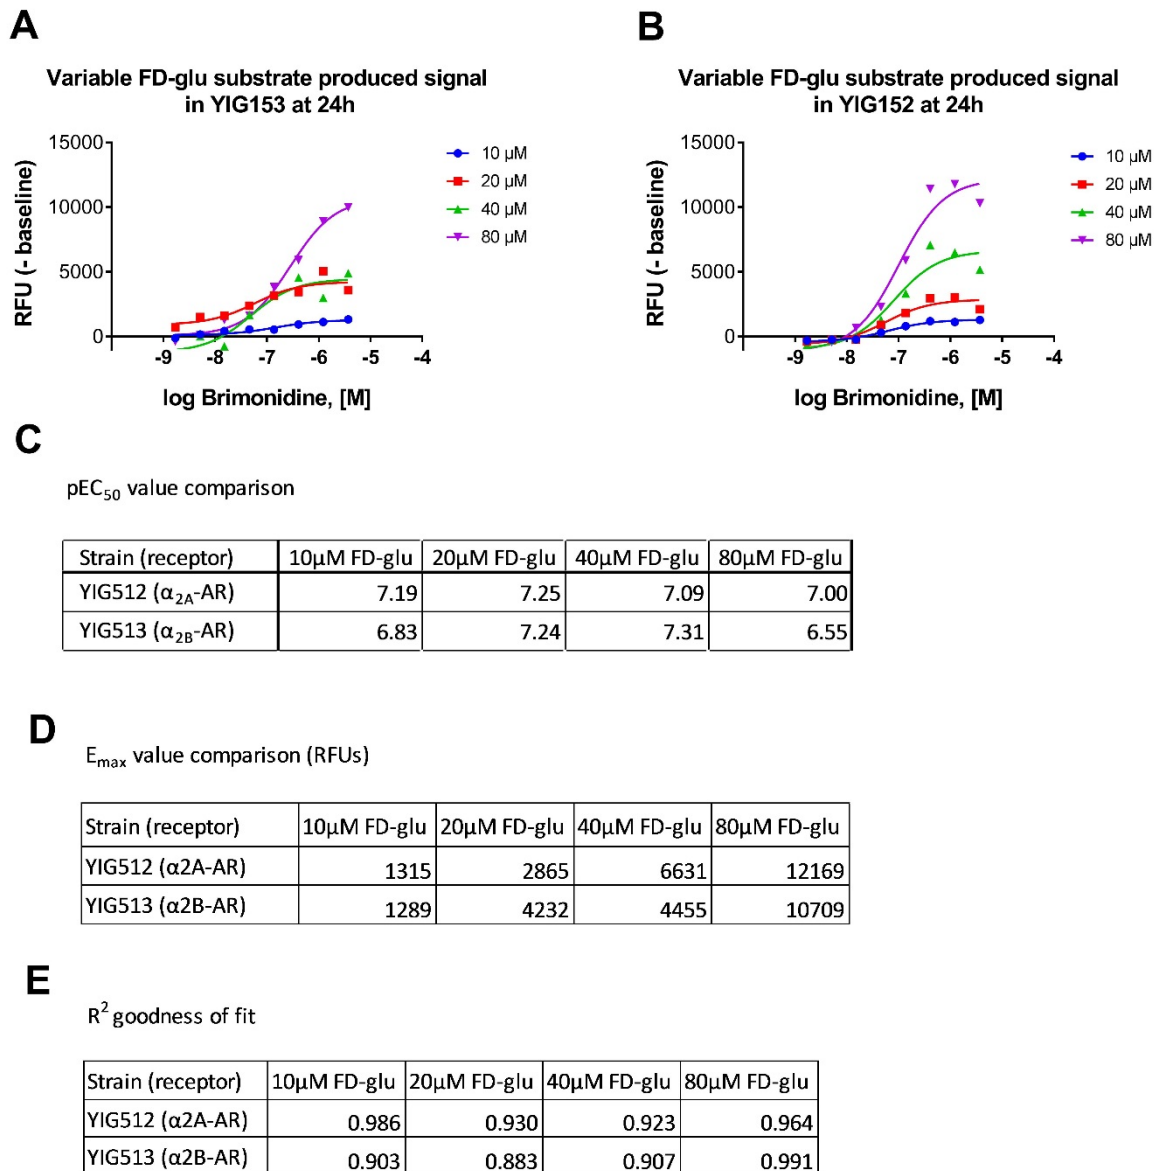 A
Variable FD-glu substrate produced signal
in YIG153 at 24h
15000
10000
5000
0
RFU (- baseline)
-9 -8 -7 -6 -5 -4
log Brimonidine, [M]
10 µM
20 µM
40 µM
80 µM
B
Variable FD-glu substrate produced signal
in YIG152 at 24h
15000
10000
5000
0
RFU (- baseline)
-9 -8 -7 -6 -5 -4
log Brimonidine, [M]
10 µM
20 µM
40 µM
80 µM
C
pEC50 value comparison
Strain (receptor) 10µM FD-glu 20µM FD-glu 40µM FD-glu 80µM FD-glu
YIG512 (α2A-AR) 7.19 7.25 7.09 7.00
YIG513 (α2B-AR) 6.83 7.24 7.31 6.55
D
Emax value comparison (RFUs)
Strain (receptor) 10µM FD-glu 20µM FD-glu 40µM FD-glu 80µM FD-glu
YIG512 (α2A-AR) 1315 2865 6631 12169
YIG513 (α2B-AR) 1289 4232 4455 10709
E
R² goodness of fit
Strain (receptor) 10µM FD-glu 20µM FD-glu 40µM FD-glu 80µM FD-glu
YIG512 (α2A-AR) 0.986 0.930 0.923 0.964
YIG513 (α2B-AR) 0.903 0.883 0.907 0.991